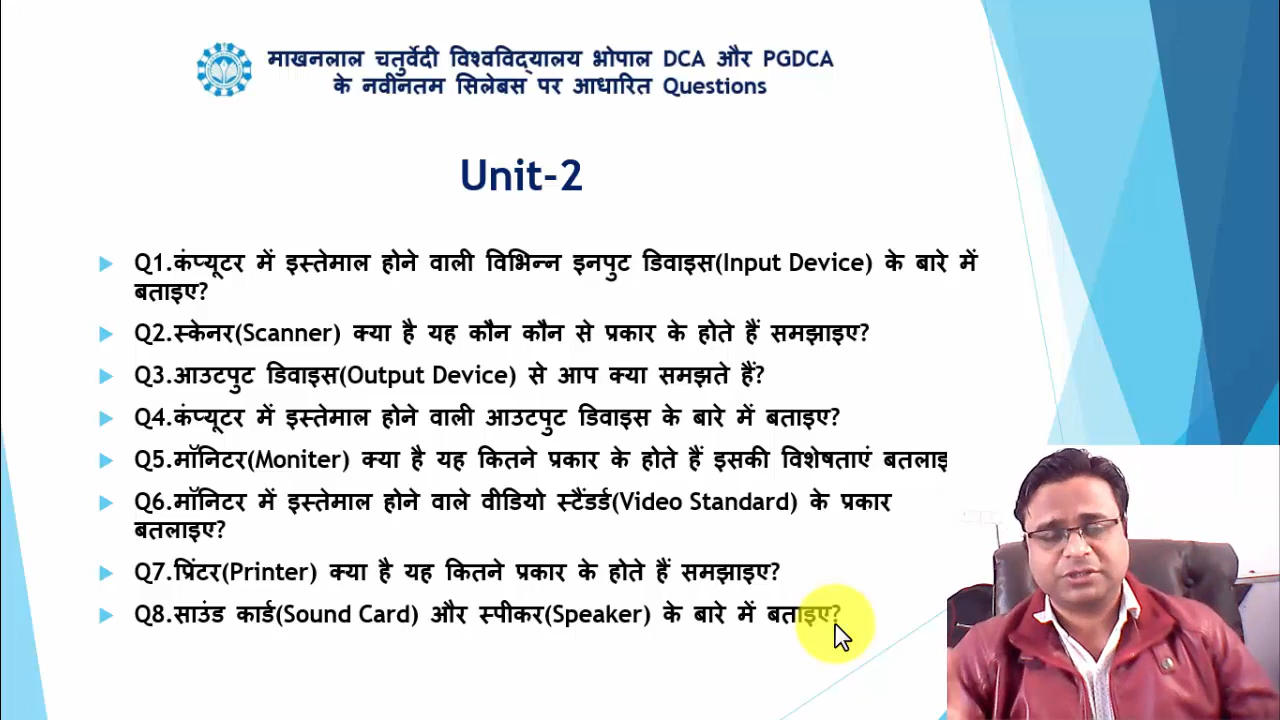 माखनलाल चतुर्वेदी विश्वविद्यालय भोपाल DCA और PGDCA
के नवीनतम सिलेबस पर आधारित Questions
Unit-2
Q1.कंप्यूटर में इस्तेमाल होने वाली विभिन्न इनपुट डिवाइस(Input Device) के बारे में
बताइए?
Q2.स्केनर(Scanner) क्या है यह कौन कौन से प्रकार के होते हैं समझाइए?
Q3.आउटपुट डिवाइस(Output Device) से आप क्या समझते हैं?
Q4.कंप्यूटर में इस्तेमाल होने वाली आउटपुट डिवाइस के बारे में बताइए?
Q5.मॉनिटर(Moniter) क्या है यह कितने प्रकार के होते हैं इसकी विशेषताएं बतलाइ
Q6.मॉनिटर में इस्तेमाल होने वाले वीडियो स्टैंडर्ड(Video Standard) के प्रकार
बतलाइए?
Q7.प्रिंटर(Printer) क्या है यह कितने प्रकार के होते हैं समझाइए?
Q8.साउंड कार्ड(Sound Card) और स्पीकर(Speaker) के बारे में बताइए?